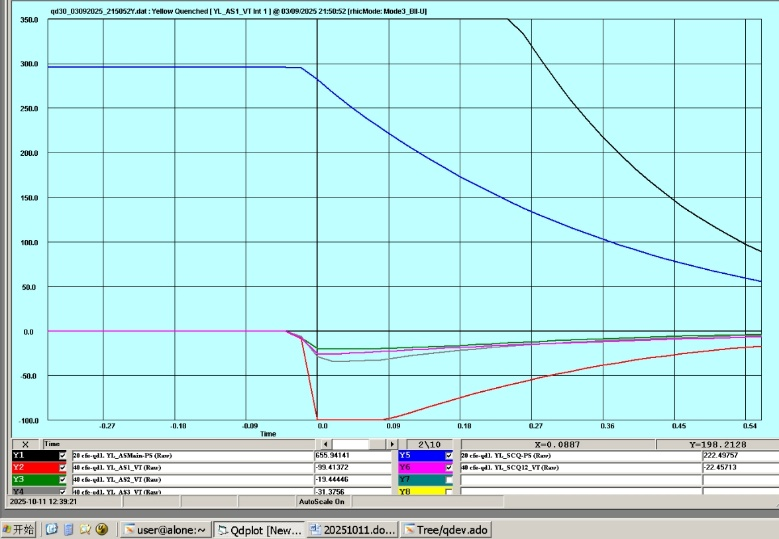 qd30_03092025_215052Y.dat : Yellow Quenched [ YL_AS1_VT Int 1 ] @ 03/09/2025 21:50:52 [rhicMode: Mode3_BII-U]
350.0
300.0
250.0
200.0
150.0
100.0
50.0
0.0
-50.0
-100.0
-0.27 -0.18 -0.09 0.0 0.09 0.18 0.27 0.36 0.45 0.54
Time
X Time 2\10 X=0.0887 Y=198.2128
Y1 20 cfe-qd1. YL_ASMain-PS (Raw) 655.94141 Y5 20 cfe-qd1. YL_SCQ-PS (Raw) 222.49757
Y2 40 cfe-qd1. YL_AS1_VT (Raw) -99.41372 Y6 40 cfe-qd1. YL_SCQ12_VT (Raw) -22.45713
Y3 40 cfe-qd1. YL_AS2_VT (Raw) -19.44446 Y7
Y4 40 cfe-qd1. YL_AS3_VT (Raw) -31.3756 Y8
2025-10-11 12:39:21 AutoScale On
开始 user@alone:~ Qdplot [New... 20251011.do... Tree/qdev.ado